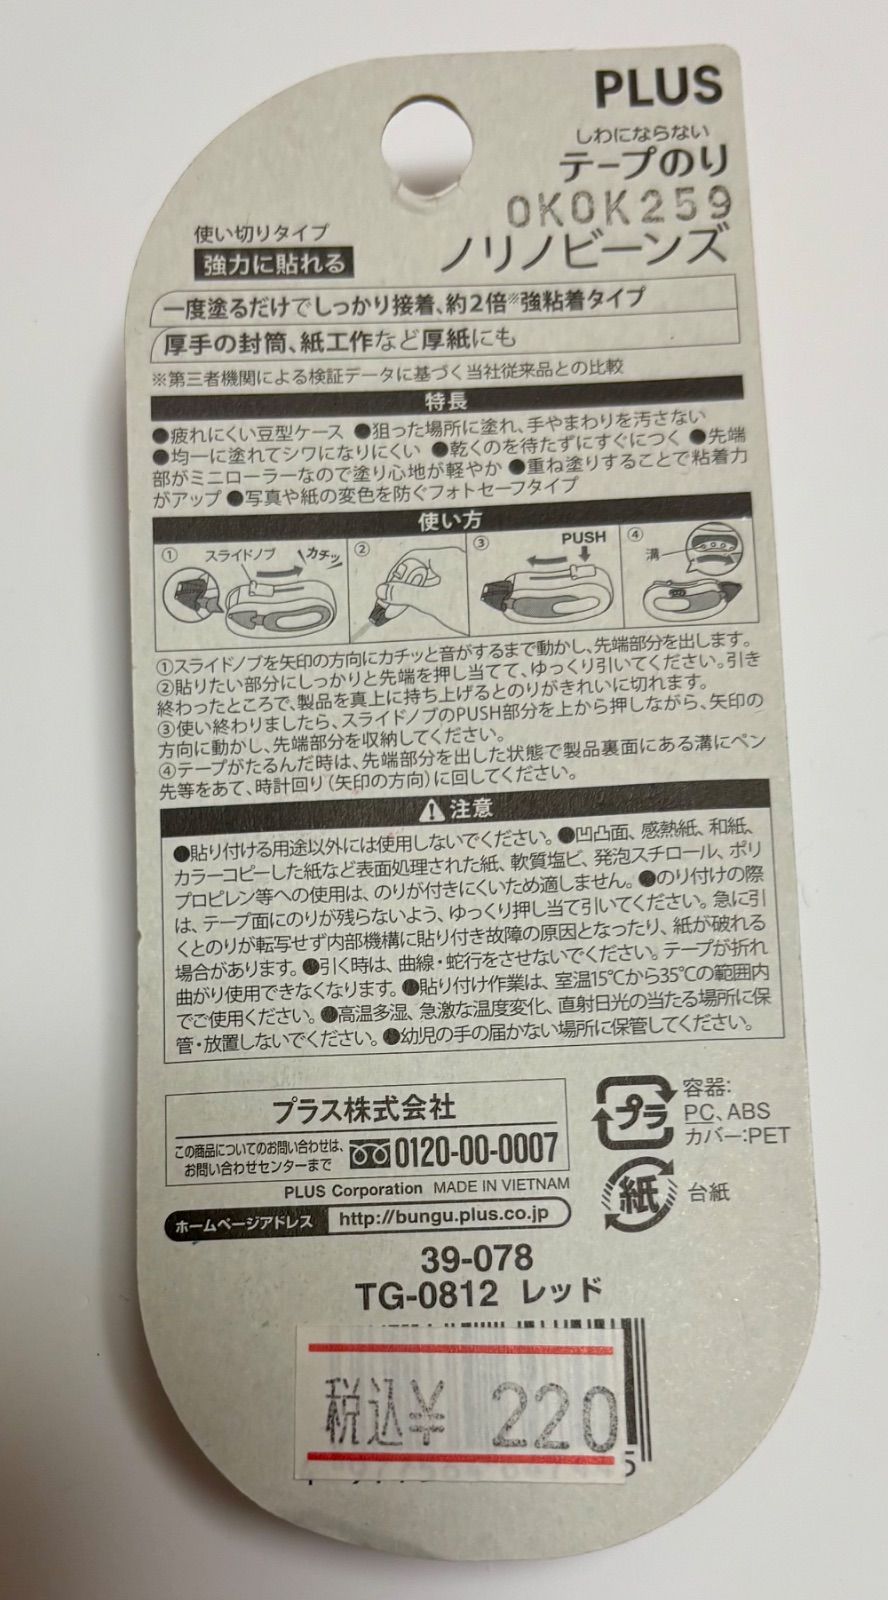 PLUS
しわにならない
テープのり
OKOK259
ノリノビーンズ
使い切りタイプ
強力に貼れる
一度塗るだけでしっかり接着、約2倍※強粘着タイプ
厚手の封筒、紙工作など厚紙にも
※第三者機関による検証データに基づく当社従来品との比較
特長
●疲れにくい豆型ケース ●狙った場所に塗れ、手やまわりを汚さない
●均一に塗れてシワになりにくい ●乾くのを待たずにすぐにつく ●先端
部がミニローラーなので塗り心地が軽やか ●重ね塗りすることで粘着力
がアップ ●写真や紙の変色を防ぐフォトセーフタイプ
使い方
① スライドノブ カチッ ② ③ PUSH ④ 溝
①スライドノブを矢印の方向にカチッと音がするまで動かし、先端部分を出します。
②貼りたい部分にしっかりと先端を押し当てて、ゆっくり引いてください。引き
終わったところで、製品を真上に持ち上げるとのりがきれいに切れます。
③使い終わりましたら、スライドノブのPUSH部分を上から押しながら、矢印の
方向に動かし、先端部分を収納してください。
④テープがたるんだ時は、先端部分を出した状態で製品裏面にある溝にペン
先等をあて、時計回り(矢印の方向)に回してください。
注意
●貼り付ける用途以外には使用しないでください。●凹凸面、感熱紙、和紙、
カラーコピーした紙など表面処理された紙、軟質塩ビ、発泡スチロール、ポリ
プロピレン等への使用は、のりが付きにくいため適しません。●のり付けの際
は、テープ面にのりが残らないよう、ゆっくり押し当て引いてください。急に引
くとのりが転写せず内部機構に貼り付き故障の原因となったり、紙が破れる
場合があります。●引く時は、曲線・蛇行をさせないでください。テープが折れ
曲がり使用できなくなります。●貼り付け作業は、室温15℃から35℃の範囲内
でご使用ください。●高温多湿、急激な温度変化、直射日光の当たる場所に保
管・放置しないでください。●幼児の手の届かない場所に保管してください。
プラス株式会社
この商品についてのお問い合わせは、
お問い合わせセンターまで 0120-00-0007
PLUS Corporation MADE IN VIETNAM
ホームページアドレス http://bungu.plus.co.jp
プラ
容器:
PC、ABS
カバー:PET
紙 台紙
39-078
TG-0812 レッド
税込¥ 220
5